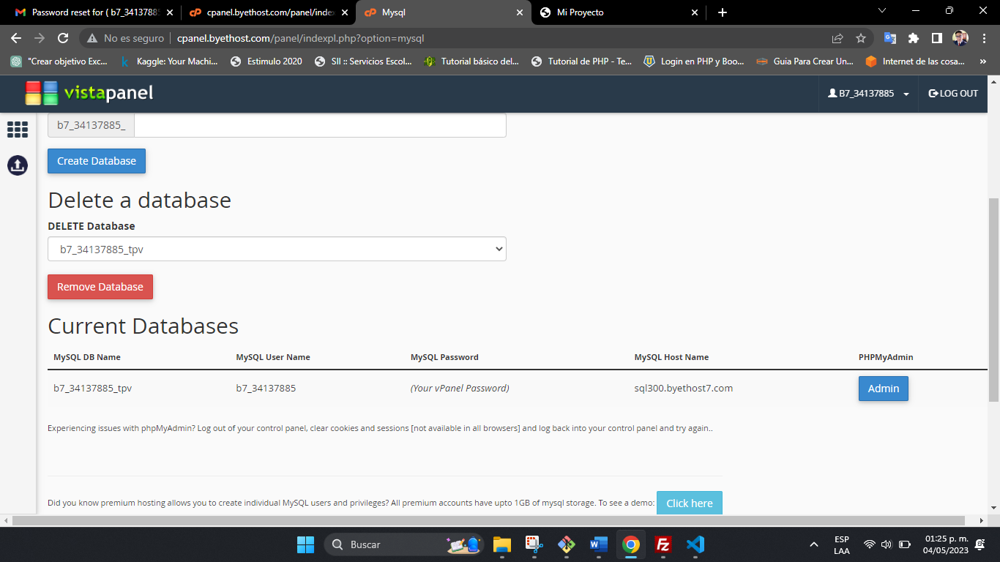 Password reset for ( b7_3413788
cpanel.byethost.com/panel/inde
Mysql
Mi Proyecto
No es seguro
cpanel.byethost.com/panel/indexpl.php?option=mysql
"Crear objetivo Exc...
Kaggle: Your Machi...
Estimulo 2020
SII :: Servicios Escol...
Tutorial básico del...
Tutorial de PHP - Te...
Login en PHP y Boo...
Guia Para Crear Un...
Internet de las cosas...
»
vistapanel
B7_34137885
LOG OUT
b7_34137885_
Create Database
Delete a database
DELETE Database
b7_34137885_tpv
Remove Database
Current Databases
MySQL DB Name MySQL User Name MySQL Password MySQL Host Name PHPMyAdmin
b7_34137885_tpv b7_34137885 (Your vPanel Password) sql300.byethost7.com Admin
Experiencing issues with phpMyAdmin? Log out of your control panel, clear cookies and sessions [not available in all browsers] and log back into your control panel and try again..
Did you know premium hosting allows you to create individual MySQL users and privileges? All premium accounts have upto 1GB of mysql storage. To see a demo: Click here
Buscar
ESP
LAA
01:25 p. m.
04/05/2023